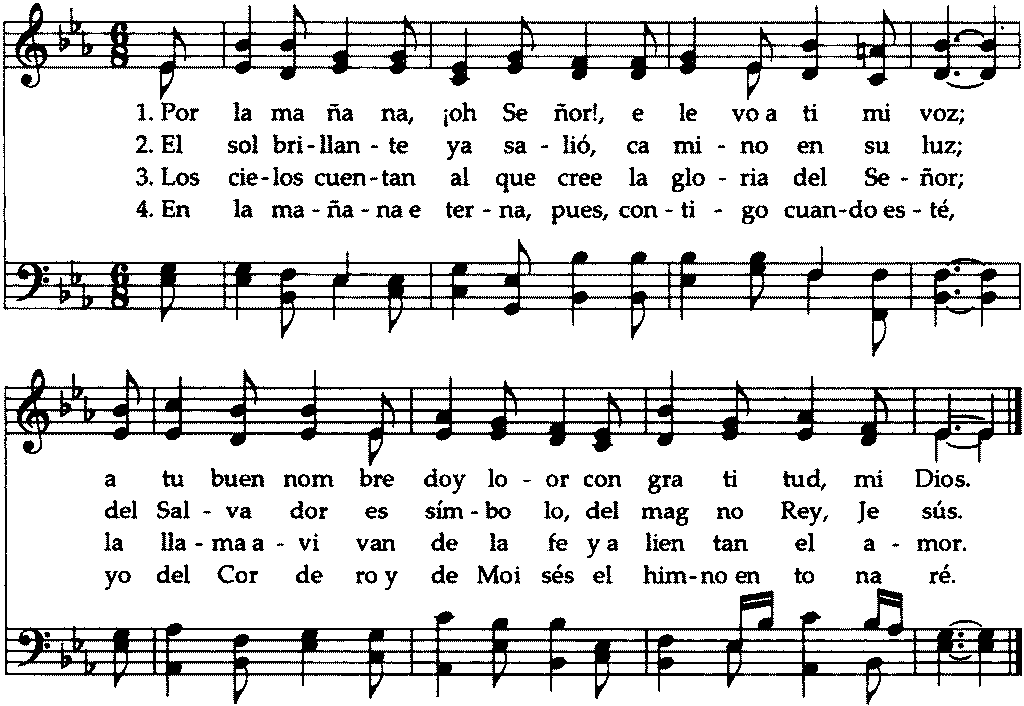 6 8
1. Por la ma ña na, ¡oh Se ñor!, e le vo a ti mi voz;
2. El sol bri-llan-te ya sa-lió, ca mi-no en su luz;
3. Los cie-los cuen-tan al que cree la glo-ria del Se-ñor;
4. En la ma-ña-na e ter-na, pues, con-ti-go cuan-do es-té,
6 8
a tu buen nom bre doy lo-or con gra ti tud, mi Dios.
del Sal-va dor es sím-bo lo, del mag no Rey, Je sús.
la lla-ma a-vi van de la fe y a lien tan el a-mor.
yo del Cor de ro y de Moi sés el him-no en to na ré.